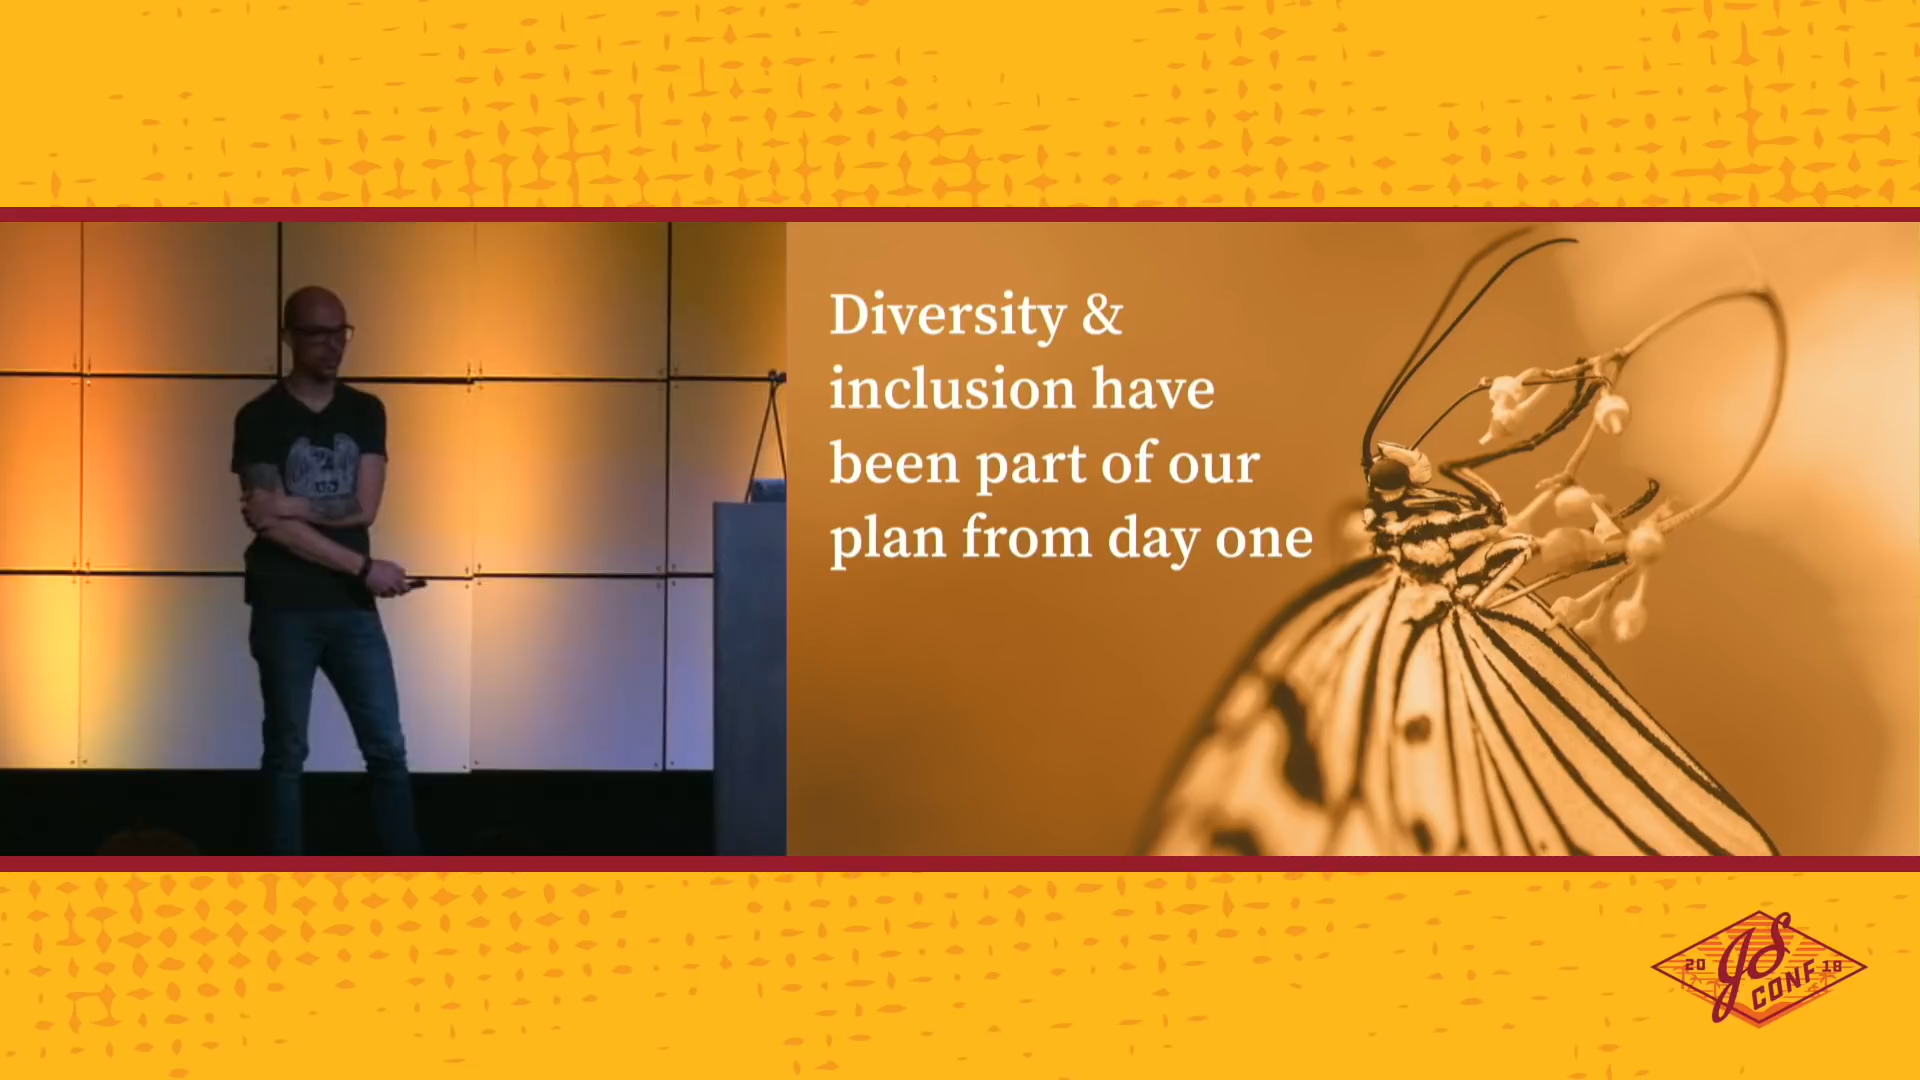 Diversity &
inclusion have
been part of our
plan from day one
20 JS 18
CONF